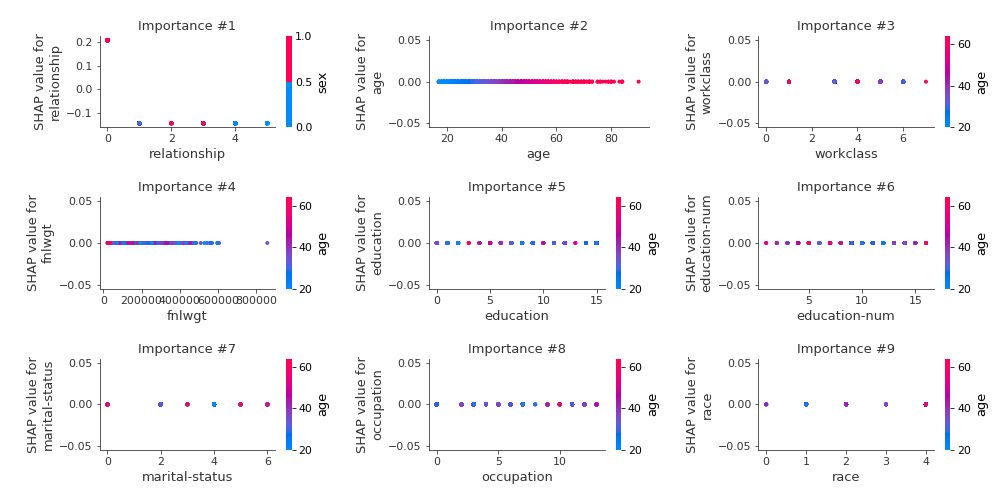 Importance #1
SHAP value for
relationship
0.2
0.1
0.0
−0.1
0
2
4
relationship
1.0
0.5
0.0
sex
Importance #2
SHAP value for
age
0.05
0.00
−0.05
20
40
60
80
age
Importance #3
SHAP value for
workclass
0.05
0.00
−0.05
0
2
4
6
workclass
60
40
20
age
Importance #4
SHAP value for
fnlwgt
0.05
0.00
−0.05
0
200000
400000
600000
800000
fnlwgt
60
40
20
age
Importance #5
SHAP value for
education
0.05
0.00
−0.05
0
5
10
15
education
60
40
20
age
Importance #6
SHAP value for
education-num
0.05
0.00
−0.05
5
10
15
education-num
60
40
20
age
Importance #7
SHAP value for
marital-status
0.05
0.00
−0.05
0
2
4
6
marital-status
60
40
20
age
Importance #8
SHAP value for
occupation
0.05
0.00
−0.05
0
5
10
occupation
60
40
20
age
Importance #9
SHAP value for
race
0.05
0.00
−0.05
0
1
2
3
4
race
60
40
20
age